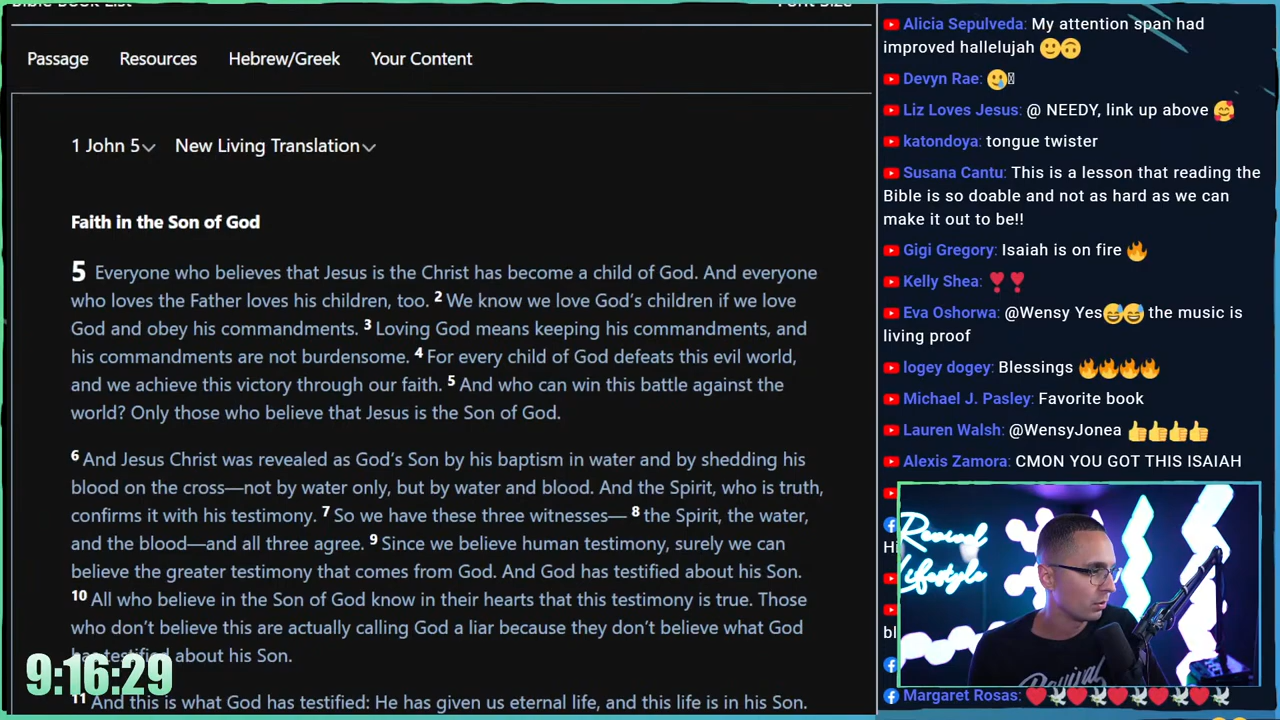 Passage
Resources
Hebrew/Greek
Your Content
1 John 5
New Living Translation
Faith in the Son of God
5 Everyone who believes that Jesus is the Christ has become a child of God. And everyone
who loves the Father loves his children, too. 2 We know we love God’s children if we love
God and obey his commandments. 3 Loving God means keeping his commandments, and
his commandments are not burdensome. 4 For every child of God defeats this evil world,
and we achieve this victory through our faith. 5 And who can win this battle against the
world? Only those who believe that Jesus is the Son of God.
6 And Jesus Christ was revealed as God’s Son by his baptism in water and by shedding his
blood on the cross—not by water only, but by water and blood. And the Spirit, who is truth,
confirms it with his testimony. 7 So we have these three witnesses— 8 the Spirit, the water,
and the blood—and all three agree. 9 Since we believe human testimony, surely we can
believe the greater testimony that comes from God. And God has testified about his Son.
10 All who believe in the Son of God know in their hearts that this testimony is true. Those
who don’t believe this are actually calling God a liar because they don’t believe what God
has testified about his Son.
11 And this is what God has testified: He has given us eternal life, and this life is in his Son.
9:16:29
Alicia Sepulveda: My attention span had
improved hallelujah 🙂🙃
Devyn Rae: 🥲
Liz Loves Jesus: @ NEEDY, link up above 🥰
katondoya: tongue twister
Susana Cantu: This is a lesson that reading the
Bible is so doable and not as hard as we can
make it out to be!!
Gigi Gregory: Isaiah is on fire 🔥
Kelly Shea: ❣️❣️
Eva Oshorwa: @Wensy Yes😅😅 the music is
living proof
logey dogey: Blessings 🔥🔥🔥🔥
Michael J. Pasley: Favorite book
Lauren Walsh: @WensyJonea 👍👍👍👍
Alexis Zamora: CMON YOU GOT THIS ISAIAH
Revival
Lifestyle
Revival
Margaret Rosas: ❤️🕊️❤️🕊️❤️🕊️❤️🕊️❤️🕊️